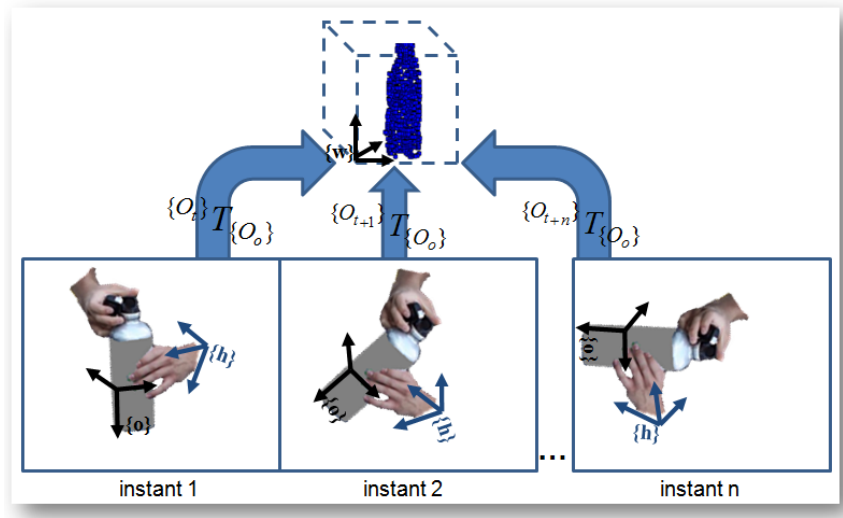 {w}
{O_t} T {O_o}
{O_{t+1}} T {O_o}
{O_{t+n}} T {O_o}
{h}
{o}
{o}
{h}
{o}
{h}
...
instant 1
instant 2
instant n